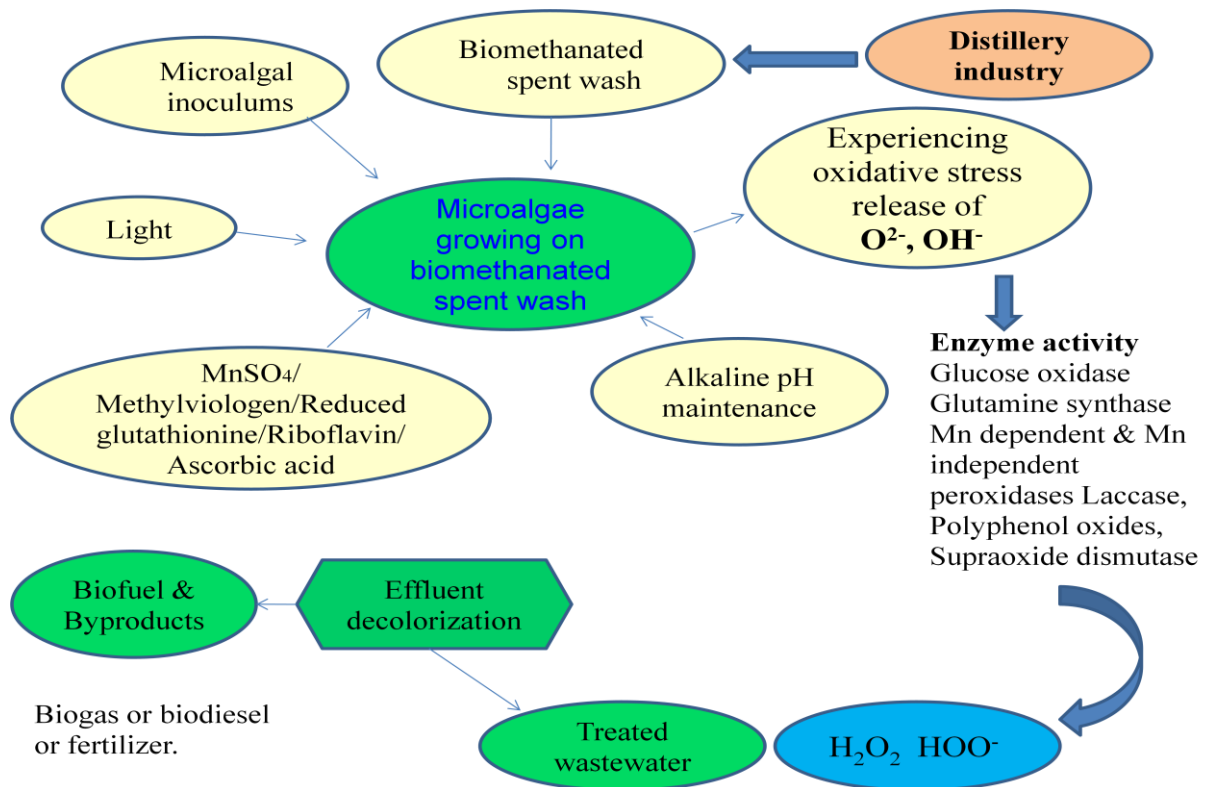 Distillery
industry
Biomethanated
spent wash
Microalgal
inoculums
Experiencing
oxidative stress
release of
O²⁻, OH⁻
Light
Microalgae
growing on
biomethanated
spent wash
MnSO₄/
Methylviologen/Reduced
glutathionine/Riboflavin/
Ascorbic acid
Alkaline pH
maintenance
Enzyme activity
Glucose oxidase
Glutamine synthase
Mn dependent & Mn
independent
peroxidases Laccase,
Polyphenol oxides,
Supraoxide dismutase
Biofuel &
Byproducts
Effluent
decolorization
Biogas or biodiesel
or fertilizer.
Treated
wastewater
H₂O₂ HOO⁻